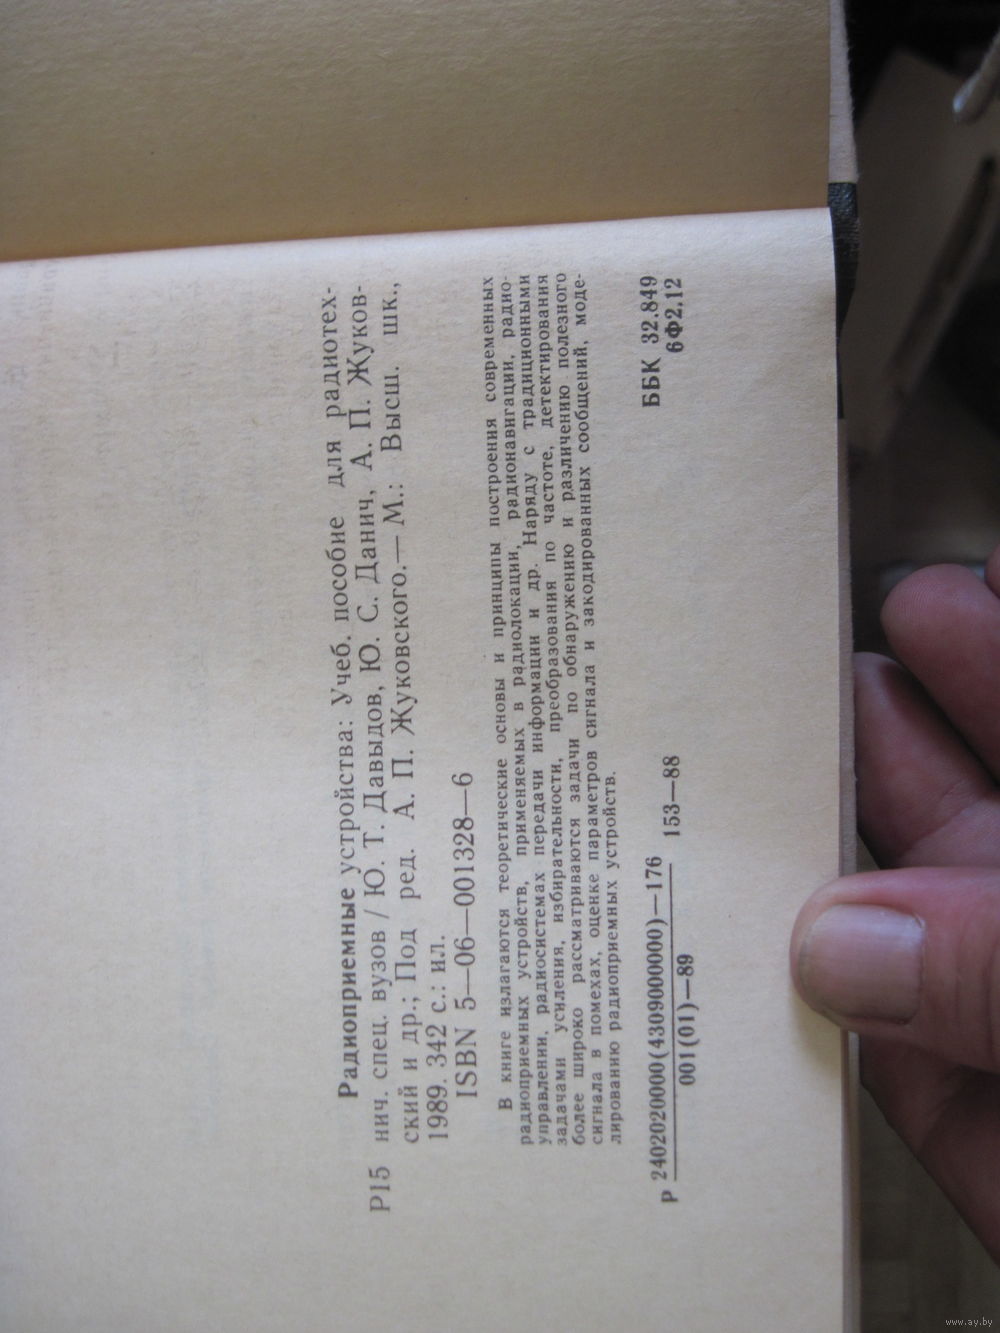 Радиоприемные устройства: Учеб. пособие для радиотех-
Р15 нич. спец. вузов / Ю. Т. Давыдов, Ю. С. Данич, А. П. Жуков-
ский и др.; Под ред. А. П. Жуковского.— М.: Высш. шк.,
1989. 342 с.: ил.
ISBN 5—06—001328—6
В книге излагаются теоретические основы и принципы построения современных
радиоприемных устройств, применяемых в радиолокации, радионавигации, радио-
управлении, радиосистемах передачи информации и др. Наряду с традиционными
задачами усиления, избирательности, преобразования по частоте, детектирования
более широко рассматриваются задачи по обнаружению и различению полезного
сигнала в помехах, оценке параметров сигнала и закодированных сообщений, моде-
лированию радиоприемных устройств.
Р 2402020000(4309000000)—176 153—88
001(01)—89
ББК 32.849
6Ф2.12
www.ay.by